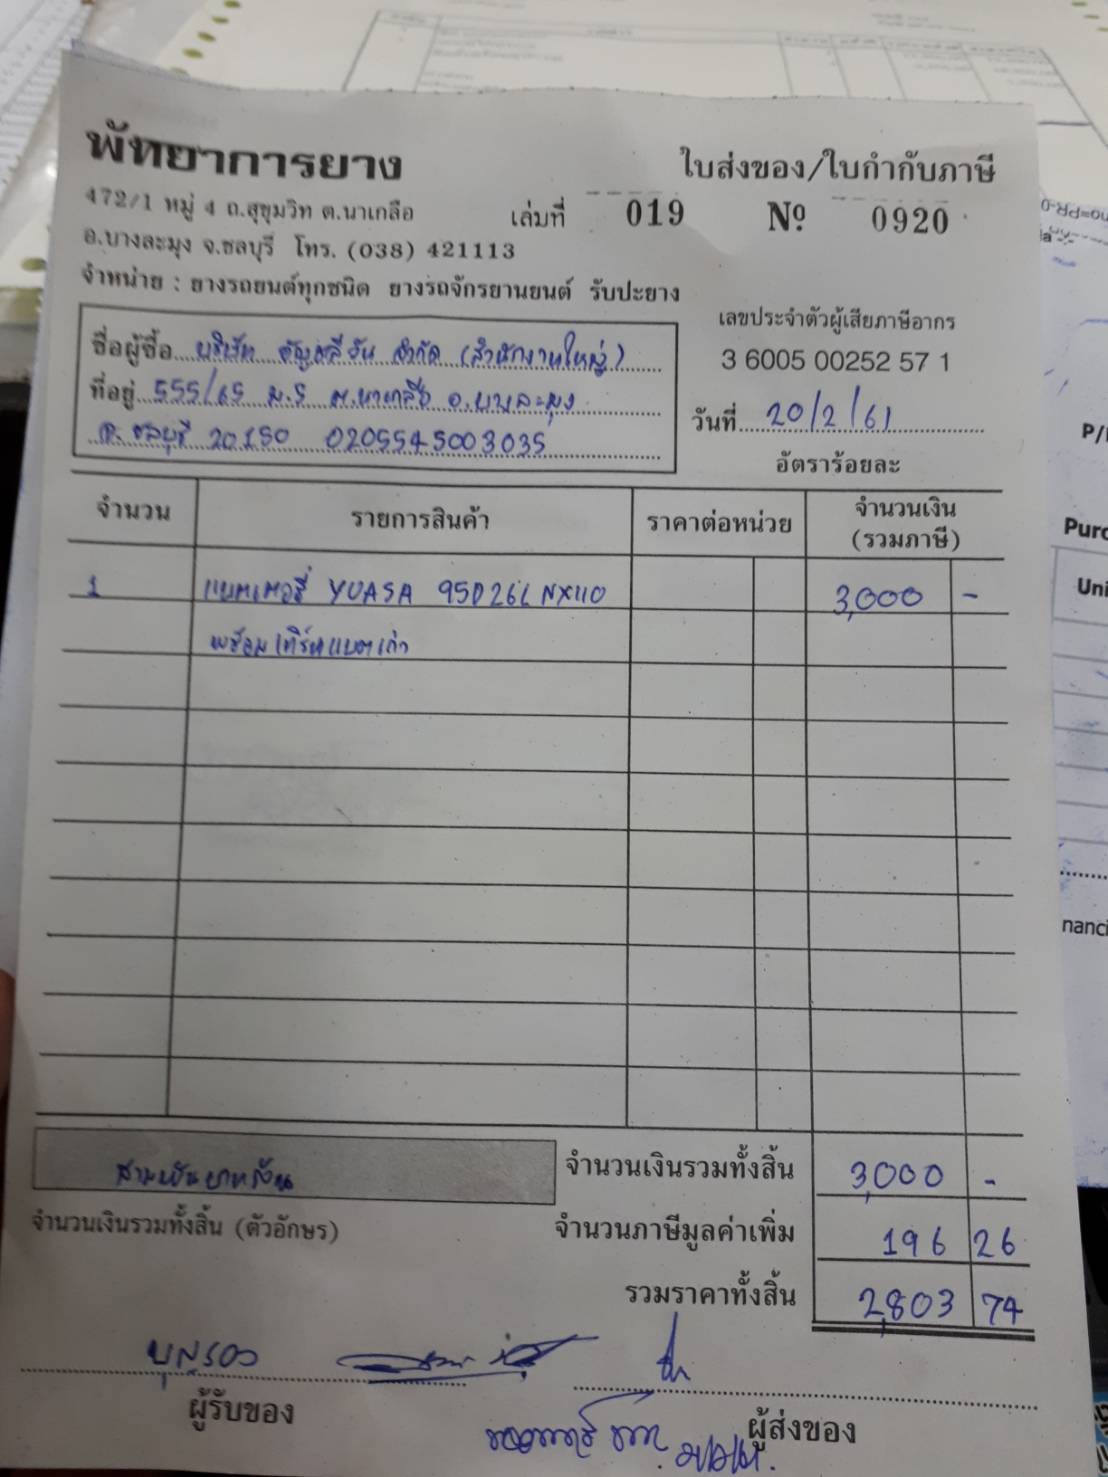 พัทยาการยาง
ใบส่งของ/ใบกำกับภาษี
472/1 หมู่ 4 ถ.สุขุมวิท ต.นาเกลือ
เล่มที่ 019 № 0920
อ.บางละมุง จ.ชลบุรี โทร. (038) 421113
จำหน่าย : ยางรถยนต์ทุกชนิด ยางรถจักรยานยนต์ รับปะยาง
เลขประจำตัวผู้เสียภาษีอากร
3 6005 00252 57 1
ชื่อผู้ซื้อ บริษัท จำกัด (สำนักงานใหญ่)
ที่อยู่ 555/65 ม.5 ต.นาเกลือ อ.บางละมุง
จ. ชลบุรี 20150 0205545003035
วันที่ 20/2/61
อัตราร้อยละ
จำนวน รายการสินค้า ราคาต่อหน่วย จำนวนเงิน (รวมภาษี)
1 แบตเตอรี่ YUASA 95D26L NX110 3,000 -
พร้อมเทิร์นแบตเก่า
สามพันบาทถ้วน
จำนวนเงินรวมทั้งสิ้น 3,000 -
จำนวนเงินรวมทั้งสิ้น (ตัวอักษร)
จำนวนภาษีมูลค่าเพิ่ม 196 26
รวมราคาทั้งสิ้น 2,803 74
ผู้รับของ
ผู้ส่งของ
P/
Purc
Uni
nanci